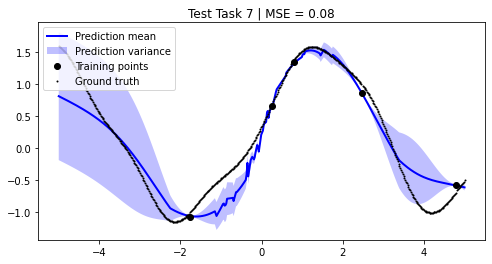 Test Task 7 | MSE = 0.08
Prediction mean
Prediction variance
Training points
Ground truth
1.5
1.0
0.5
0.0
−0.5
−1.0
−4
−2
0
2
4